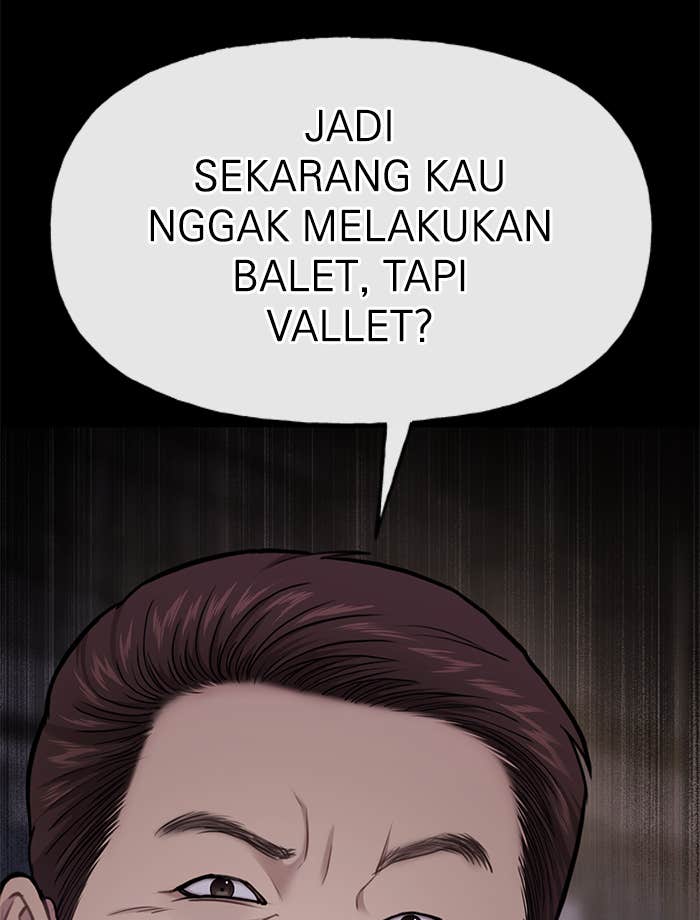 JADI
SEKARANG KAU
NGGAK MELAKUKAN
BALET, TAPI
VALLET?